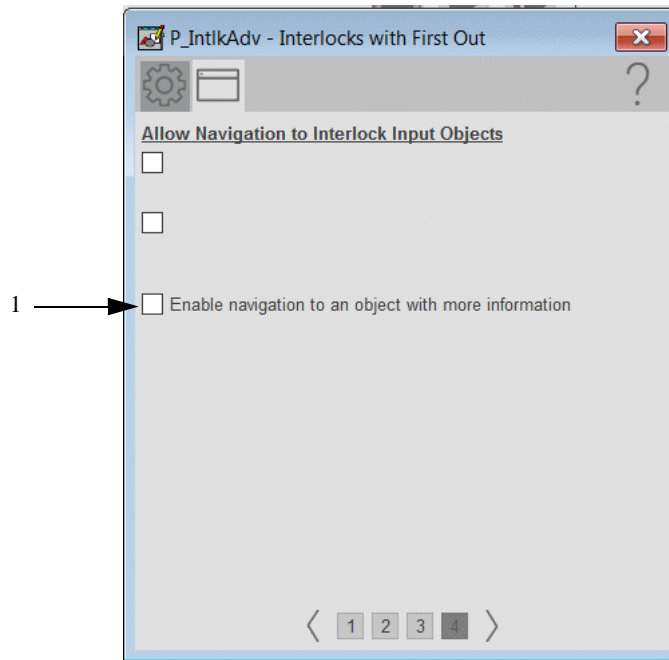 P_IntlkAdv - Interlocks with First Out
?
Allow Navigation to Interlock Input Objects
1
Enable navigation to an object with more information
1 2 3 4